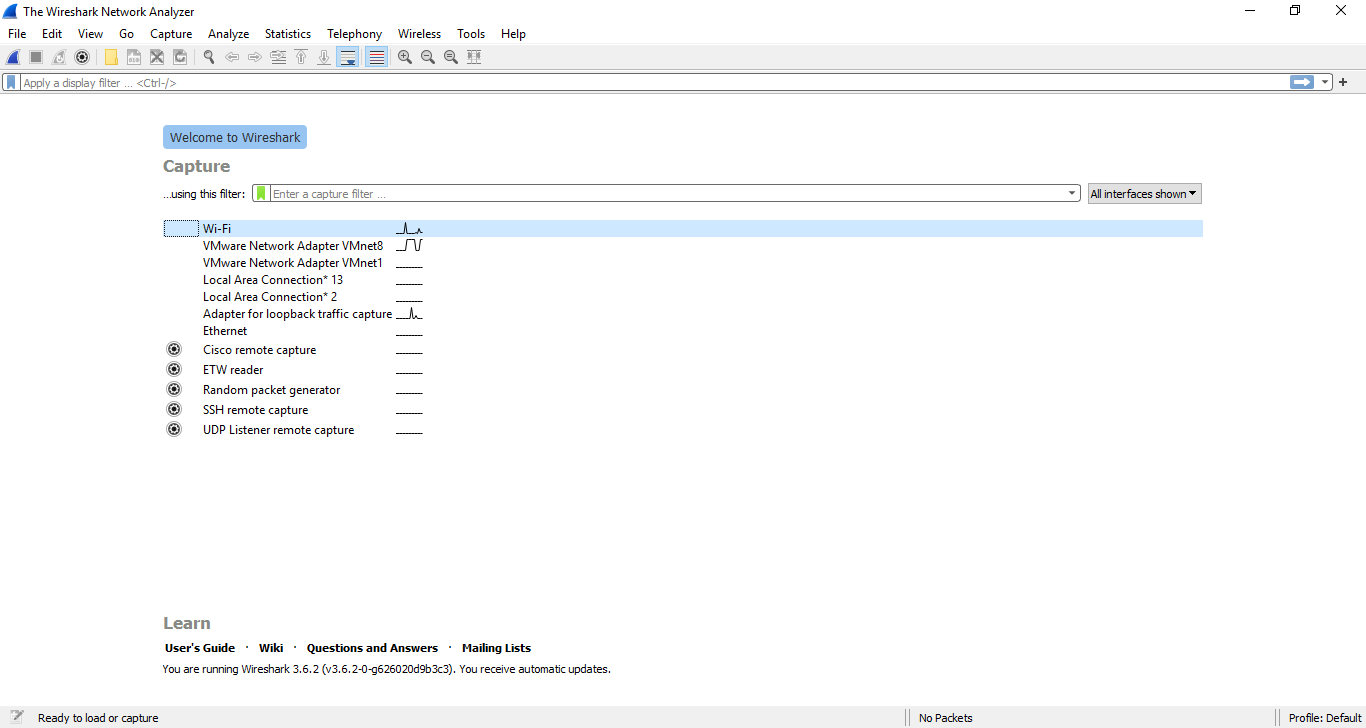 The Wireshark Network Analyzer
File Edit View Go Capture Analyze Statistics Telephony Wireless Tools Help
Apply a display filter ... <Ctrl-/>
Welcome to Wireshark
Capture
...using this filter: Enter a capture filter ... All interfaces shown
Wi-Fi
VMware Network Adapter VMnet8
VMware Network Adapter VMnet1
Local Area Connection* 13
Local Area Connection* 2
Adapter for loopback traffic capture
Ethernet
Cisco remote capture
ETW reader
Random packet generator
SSH remote capture
UDP Listener remote capture
Learn
User's Guide · Wiki · Questions and Answers · Mailing Lists
You are running Wireshark 3.6.2 (v3.6.2-0-g626020d9b3c3). You receive automatic updates.
Ready to load or capture No Packets Profile: Default